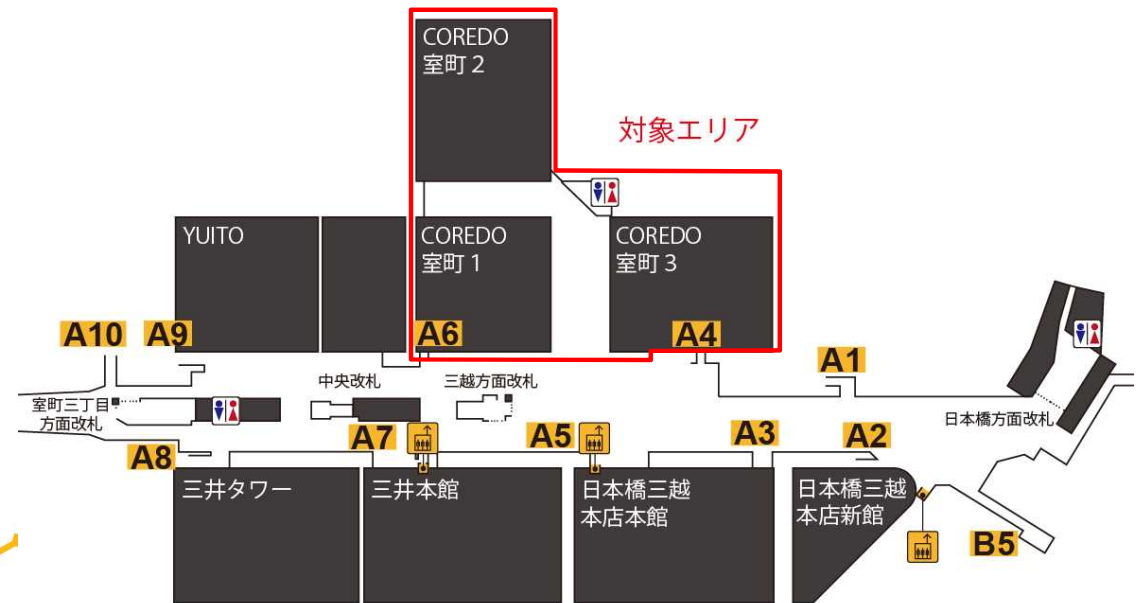 COREDO
室町 2
対象エリア
YUITO
COREDO
室町 1
COREDO
室町 3
A10
A9
A6
A4
A1
中央改札
三越方面改札
室町三丁目
方面改札
日本橋方面改札
A8
A7
A5
A3
A2
三井タワー
三井本館
日本橋三越
本店本館
日本橋三越
本店新館
B5